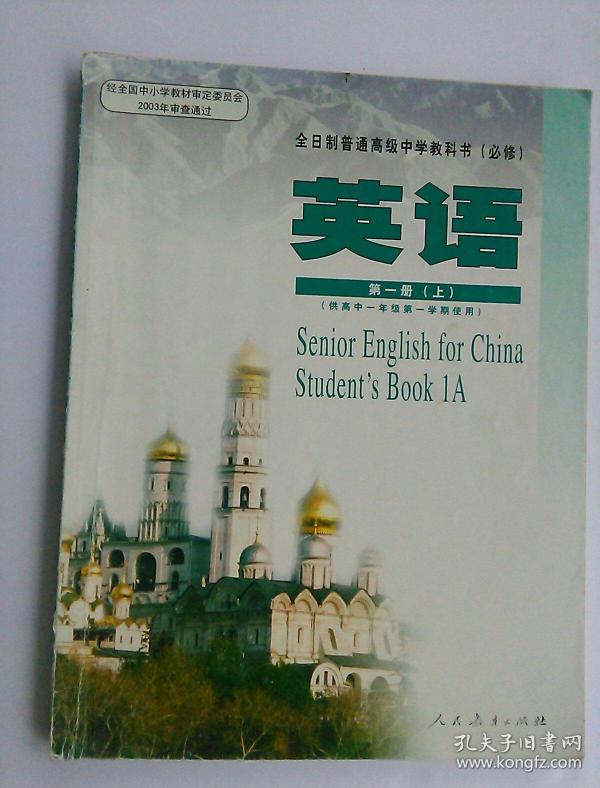 经全国中小学教材审定委员会
2003年审查通过
全日制普通高级中学教科书（必修）
英语
第一册（上）
（供高中一年级第一学期使用）
Senior English for China
Student's Book 1A
人民教育出版社
孔夫子旧书网
www.kongfz.com